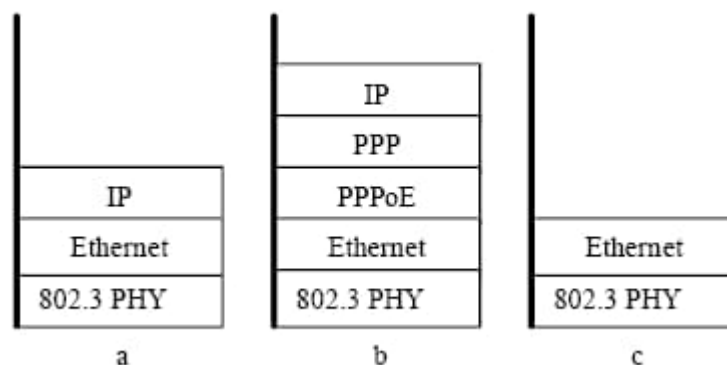 IP
Ethernet
802.3 PHY
a
IP
PPP
PPPoE
Ethernet
802.3 PHY
b
Ethernet
802.3 PHY
c